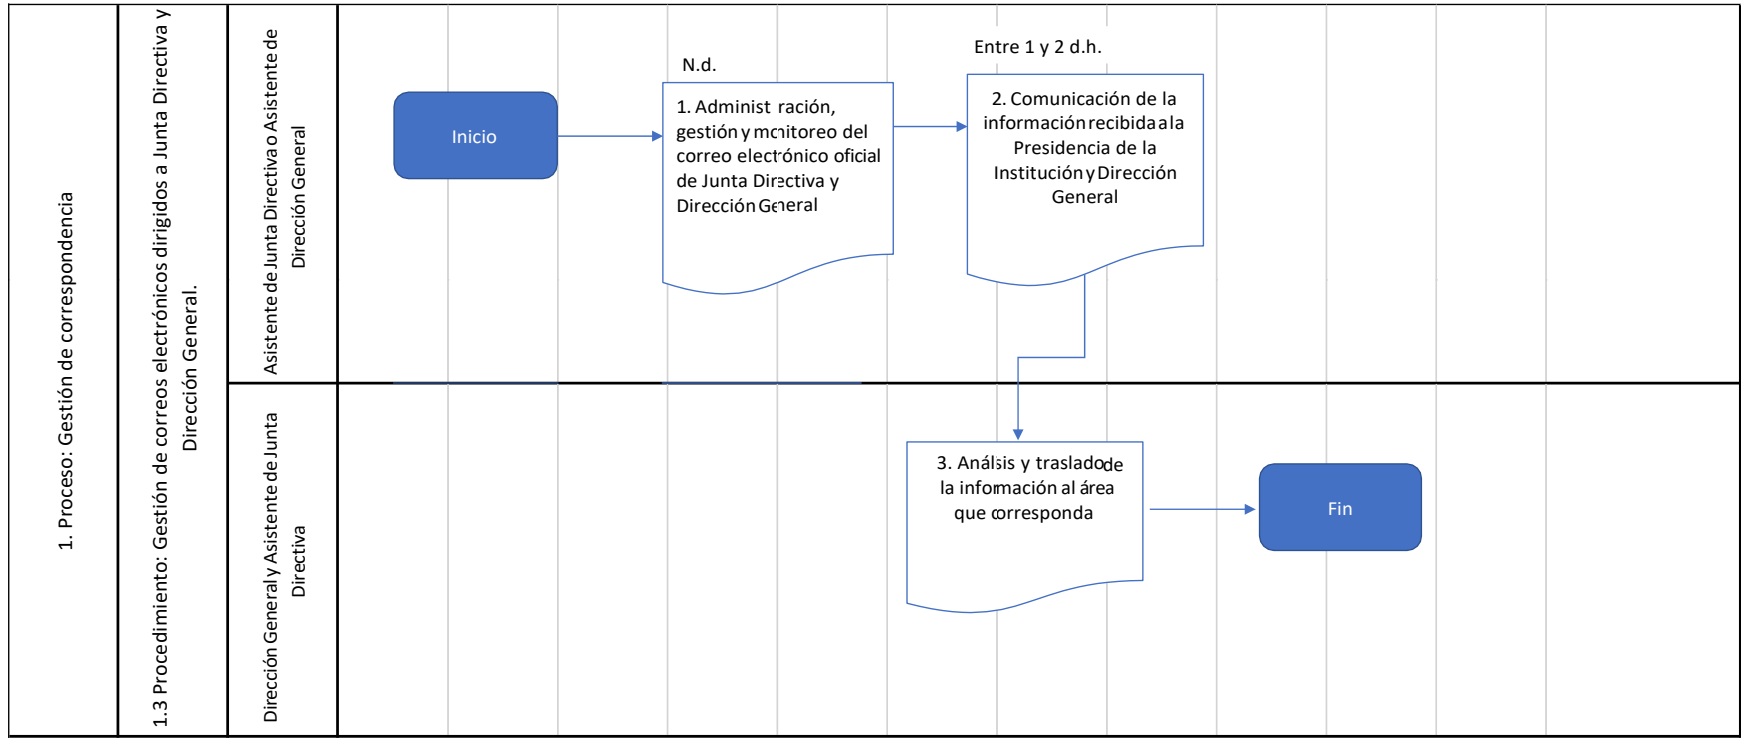 1. Proceso: Gestión de correspondencia
1.3 Procedimiento: Gestión de correos electrónicos dirigidos a Junta Directiva y
Dirección General.
Asistente de Junta Directiva o Asistente de
Dirección General
N.d.
Entre 1 y 2 d.h.
Inicio
1. Administración,
gestión y monitoreo del
correo electrónico oficial
de Junta Directiva y
Dirección General
2. Comunicación de la
información recibida a la
Presidencia de la
Institución y Dirección
General
Dirección General y Asistente de Junta
Directiva
3. Análisis y traslado de
la información al área
que corresponda
Fin